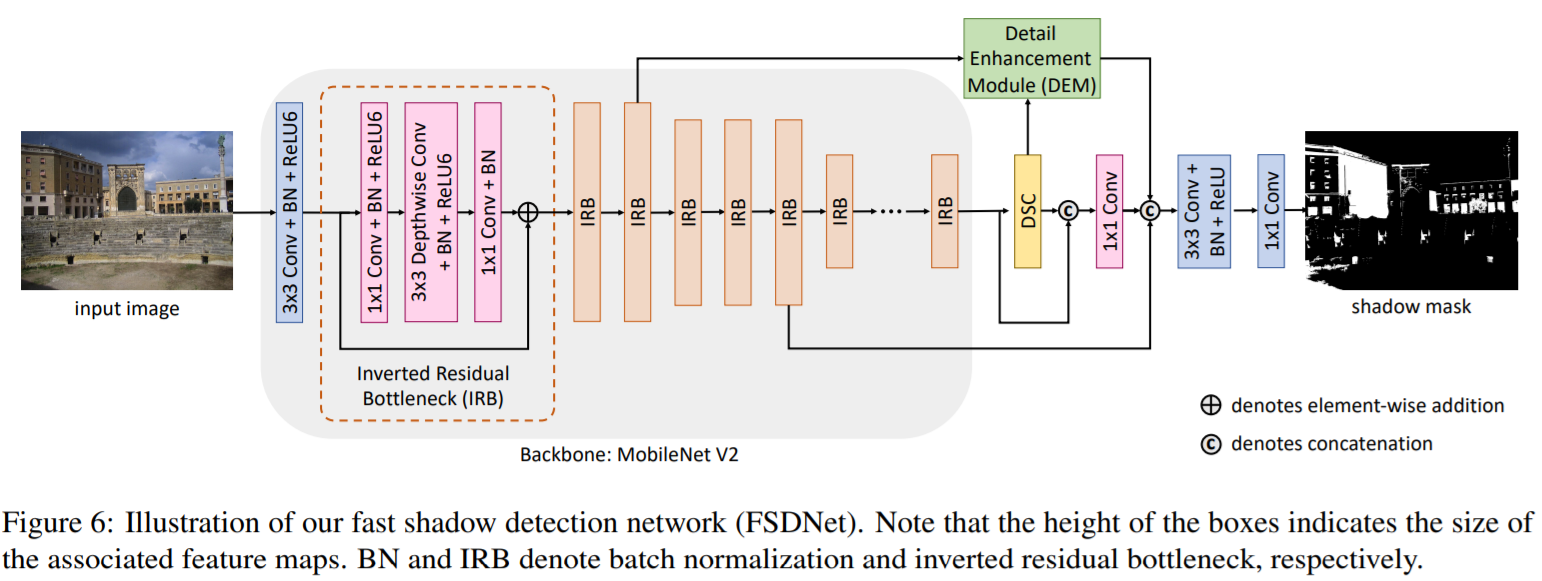 Detail
Enhancement
Module (DEM)
input image
3x3 Conv + BN + ReLU6
1x1 Conv + BN + ReLU6
3x3 Depthwise Conv
+ BN + ReLU6
1x1 Conv + BN
Inverted Residual
Bottleneck (IRB)
IRB
IRB
IRB
IRB
IRB
IRB
...
IRB
DSC
c
1x1 Conv
c
3x3 Conv +
BN + ReLU
1x1 Conv
shadow mask
Backbone: MobileNet V2
⊕ denotes element-wise addition
© denotes concatenation
Figure 6: Illustration of our fast shadow detection network (FSDNet). Note that the height of the boxes indicates the size of
the associated feature maps. BN and IRB denote batch normalization and inverted residual bottleneck, respectively.